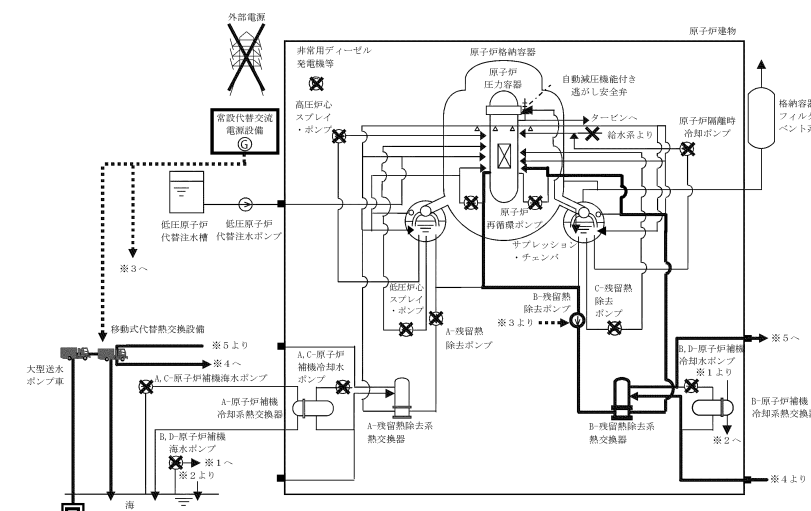 外部電源
原子炉建物
非常用ディーゼル
発電機等
原子炉格納容器
原子炉
圧力容器
自動減圧機能付き
逃がし安全弁
高圧炉心
スプレイ
・ポンプ
常設代替交流
電源設備
G
タービンへ
給水系より
原子炉隔離時
冷却ポンプ
格納容器
フィルタ
ベント系
低圧原子炉
代替注水槽
低圧原子炉
代替注水ポンプ
原子炉
再循環ポンプ
サプレッション
・チェンバ
※3へ
低圧炉心
スプレイ
・ポンプ
A-残留熱
除去ポンプ
B-残留熱
除去ポンプ
※3より
C-残留熱
除去
ポンプ
移動式代替熱交換設備
※5より
※4へ
大型送水
ポンプ車
A,C-原子炉補機海水ポンプ
A,C-原子炉
補機冷却水
ポンプ
A-原子炉補機
冷却系熱交換器
A-残留熱除去系
熱交換器
B-残留熱除去系
熱交換器
B,D-原子炉補機
冷却水ポンプ
※1より
※2へ
※5へ
B-原子炉補機
冷却系熱交換
※4より
B,D-原子炉補機
海水ポンプ
※1へ
※2より
海